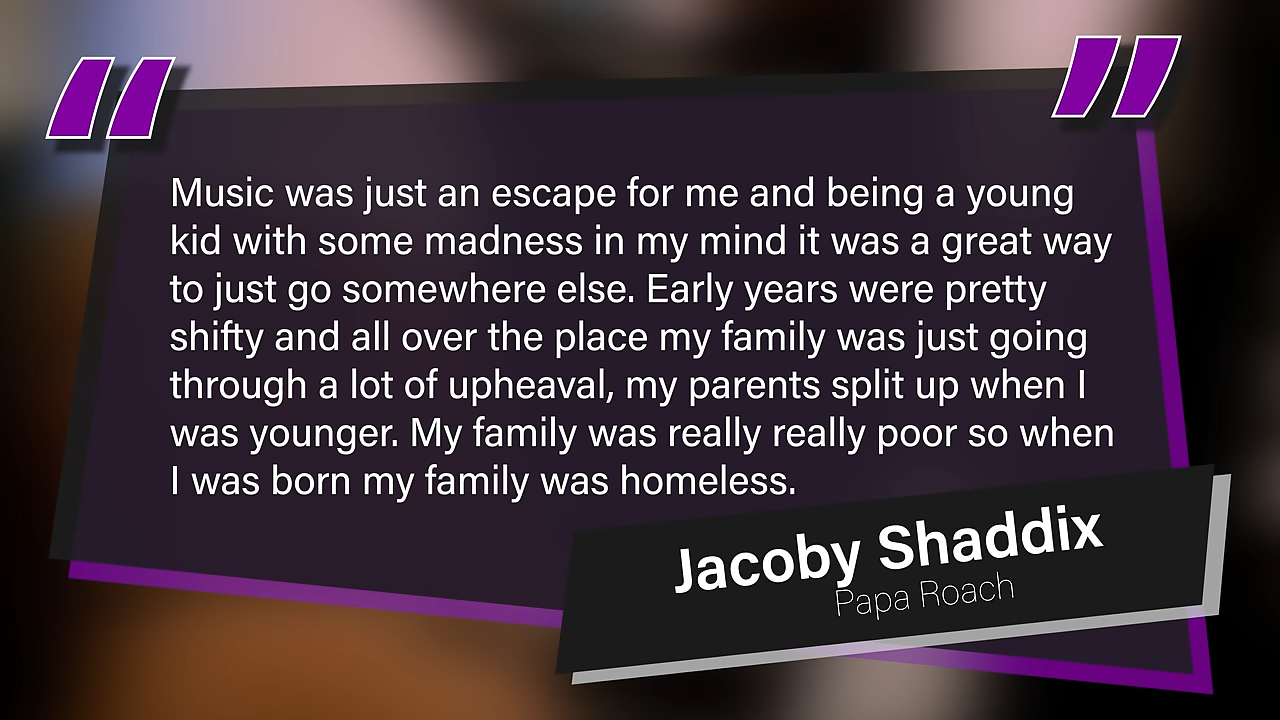 “
”
Music was just an escape for me and being a young
kid with some madness in my mind it was a great way
to just go somewhere else. Early years were pretty
shifty and all over the place my family was just going
through a lot of upheaval, my parents split up when I
was younger. My family was really really poor so when
I was born my family was homeless.
Jacoby Shaddix
Papa Roach